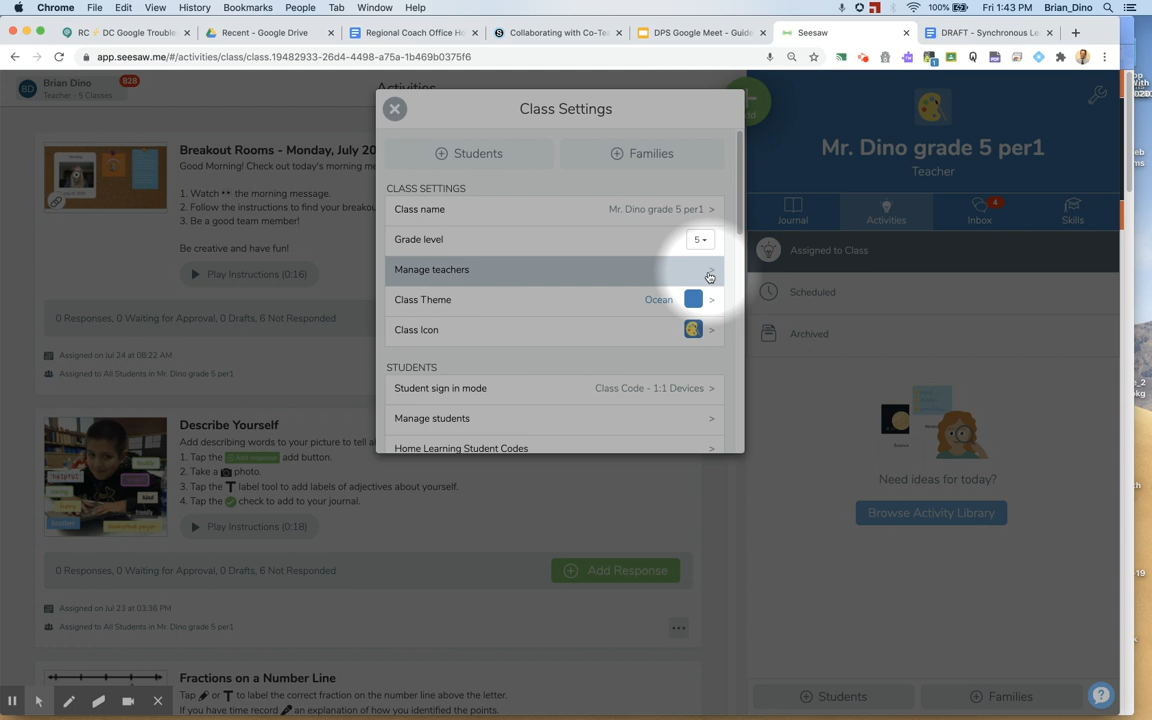 Chrome File Edit View History Bookmarks People Tab Window Help
100% Fri 1:43 PM Brian_Dino
RC DC Google Trouble
Recent - Google Drive
Regional Coach Office Ho
Collaborating with Co-Tea
DPS Google Meet - Guide
Seesaw
DRAFT - Synchronous Le
app.seesaw.me/#/activities/class/class.19482933-26d4-4498-a75a-1b469b0375f6
BD
Brian Dino
Teacher - 5 Classes
828
Activities
Breakout Rooms - Monday, July 20
Good Morning! Check out today's morning me
1. Watch the morning message.
2. Follow the instructions to find your breakou
3. Be a good team member!
Be creative and have fun!
Play Instructions (0:16)
0 Responses, 0 Waiting for Approval, 0 Drafts, 6 Not Responded
Assigned on Jul 24 at 08:22 AM
Assigned to All Students in Mr. Dino grade 5 per1
Describe Yourself
Add describing words to your picture to tell a
1. Tap the Add response add button.
2. Take a photo.
3. Tap the T label tool to add labels of adjectives about yourself.
4. Tap the check to add to your journal.
Play Instructions (0:18)
0 Responses, 0 Waiting for Approval, 0 Drafts, 6 Not Responded
Add Response
Assigned on Jul 23 at 03:36 PM
Assigned to All Students in Mr. Dino grade 5 per1
Fractions on a Number Line
Tap or T to label the correct fraction on the number line above the letter.
If you have time record an explanation of how you identified the points.
Class Settings
Students
Families
CLASS SETTINGS
Class name Mr. Dino grade 5 per1 >
Grade level 5
Manage teachers >
Class Theme Ocean >
Class Icon >
STUDENTS
Student sign in mode Class Code - 1:1 Devices >
Manage students >
Home Learning Student Codes >
Add
Mr. Dino grade 5 per1
Teacher
Journal
Activities
Inbox
4
Skills
Assigned to Class
Scheduled
Archived
Need ideas for today?
Browse Activity Library
Students
Families
?